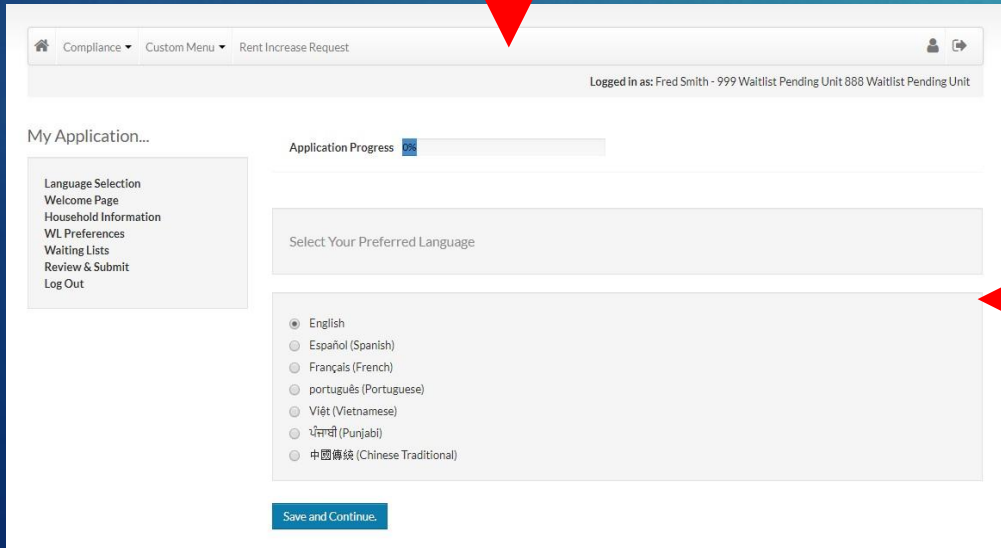 Compliance Custom Menu Rent Increase Request
Logged in as: Fred Smith - 999 Waitlist Pending Unit 888 Waitlist Pending Unit
My Application...
Language Selection
Welcome Page
Household Information
WL Preferences
Waiting Lists
Review & Submit
Log Out
Application Progress 0%
Select Your Preferred Language
English
Español (Spanish)
Français (French)
português (Portuguese)
Việt (Vietnamese)
ਪੰਜਾਬੀ (Punjabi)
中國傳統 (Chinese Traditional)
Save and Continue.